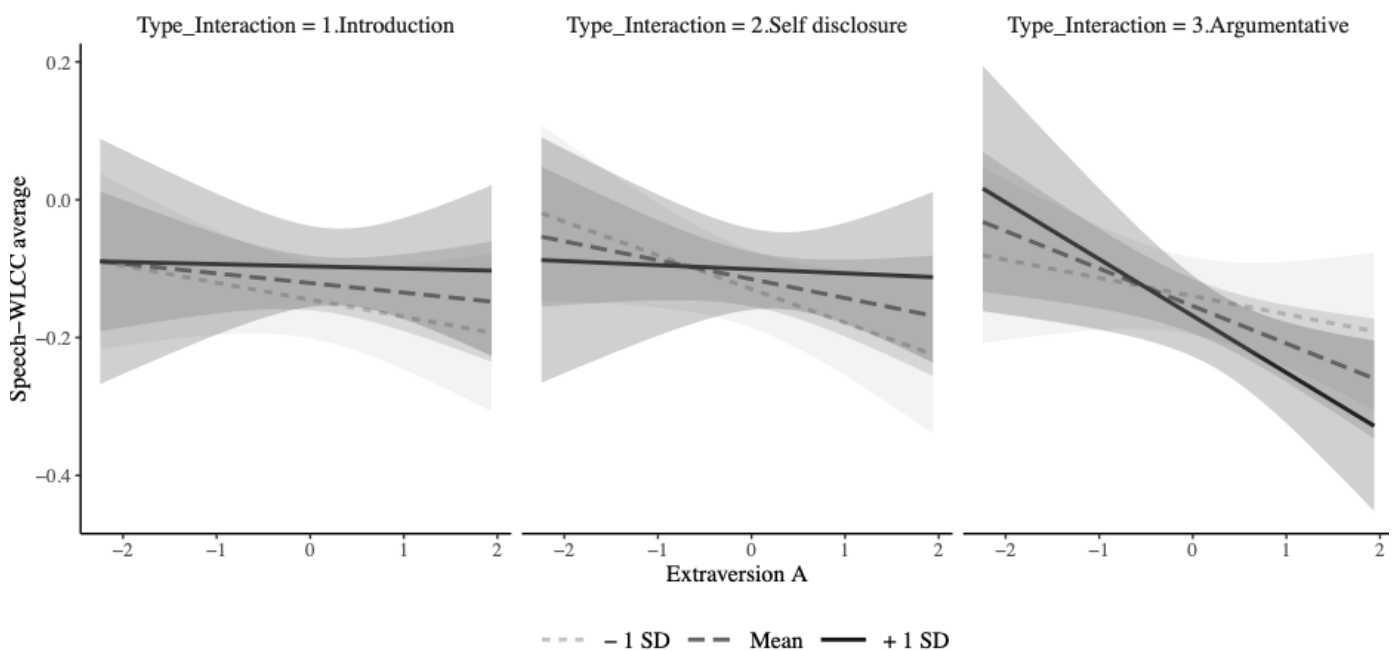 Type_Interaction = 1.Introduction Type_Interaction = 2.Self disclosure Type_Interaction = 3.Argumentative
0.2
0.0
−0.2
−0.4
Speech−WLCC average
−2 −1 0 1 2 −2 −1 0 1 2 −2 −1 0 1 2
Extraversion A
− 1 SD Mean + 1 SD